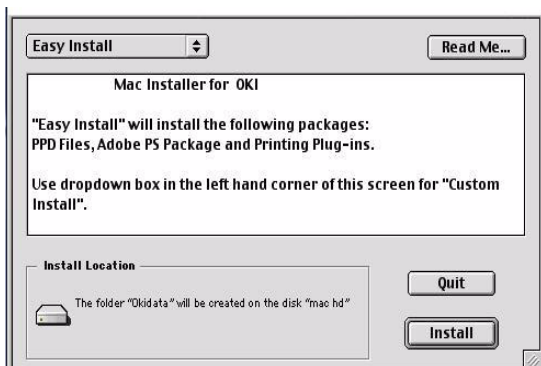 Easy Install
Read Me...
Mac Installer for OKI
"Easy Install" will install the following packages:
PPD Files, Adobe PS Package and Printing Plug-ins.
Use dropdown box in the left hand corner of this screen for "Custom
Install".
Install Location
The folder "Okidata" will be created on the disk "mac hd"
Quit
Install